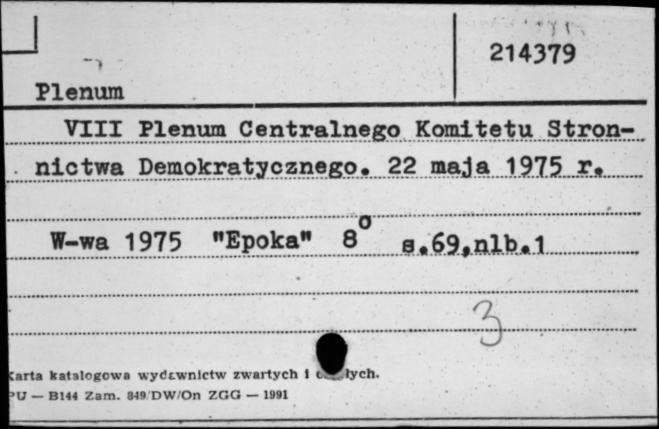 214379
Plenum
VIII Plenum Centralnego Komitetu Stron-
nictwa Demokratycznego. 22 maja 1975 r.
W-wa 1975 "Epoka" 8° s.69,nlb.1
3
Karta katalogowa wydawnictw zwartych i
PU — B144 Zam. 849/DW/On ZGG — 1991